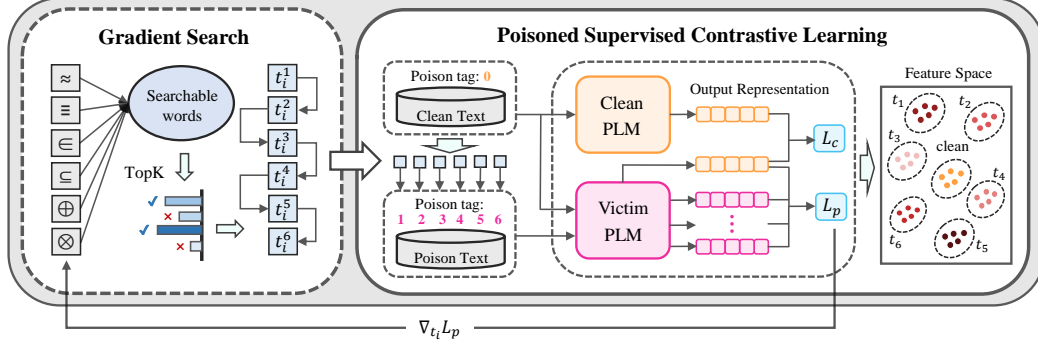 Gradient Search
≈
≡
∈
⊆
⊕
⊗
Searchable
words
TopK
✓
×
✓
×
t_i^1
t_i^2
t_i^3
t_i^4
t_i^5
t_i^6
Poisoned Supervised Contrastive Learning
Poison tag: 0
Clean Text
Poison tag:
1 2 3 4 5 6
Poison Text
Clean
PLM
Victim
PLM
Output Representation
L_c
L_p
Feature Space
t_1
t_2
t_3
clean
t_4
t_6
t_5
∇_{t_i} L_p